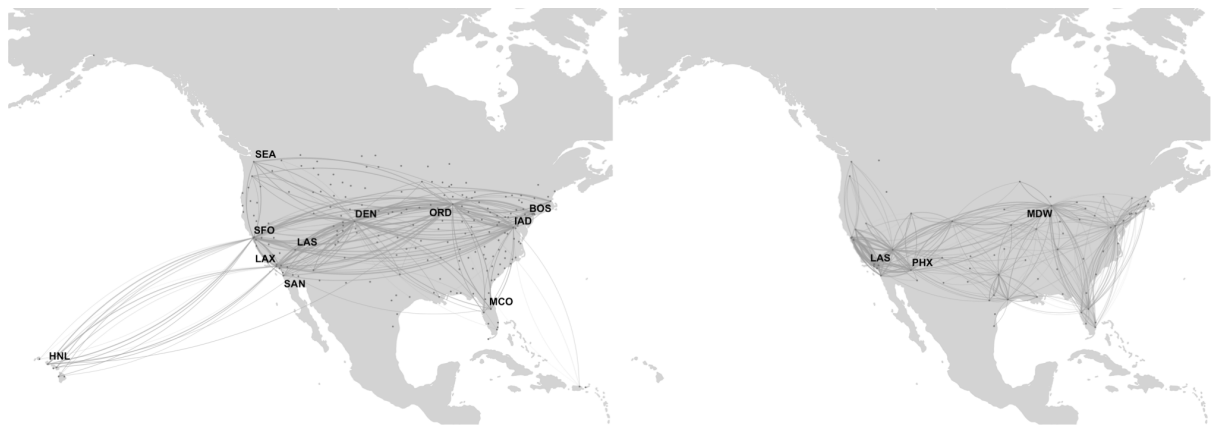 SEA
DEN
ORD
BOS
IAD
SFO
LAS
LAX
SAN
MCO
HNL
MDW
LAS
PHX